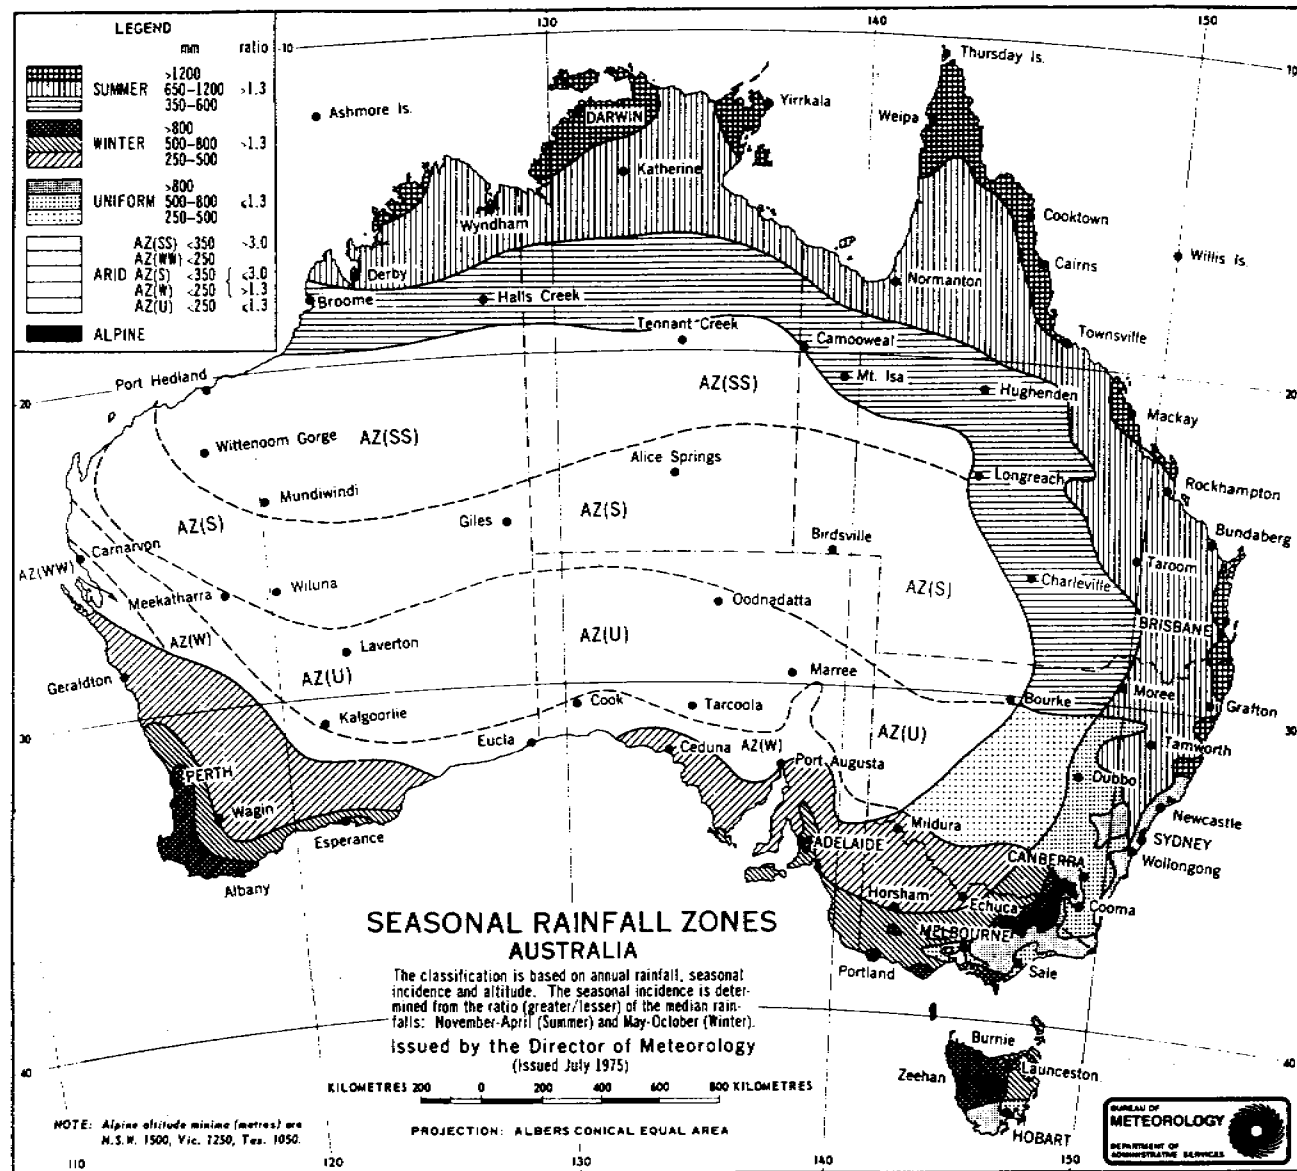 LEGEND
mm ratio
SUMMER >1200
650-1200 >1.3
350-600
WINTER >800
500-800 >1.3
250-500
UNIFORM >800
500-800 ≤1.3
250-500
AZ(SS) <350 >3.0
AZ(WW) <250
ARID AZ(S) <350 { ≤3.0
AZ(W) <250 { >1.3
AZ(U) <250 ≤1.3
ALPINE
130
140
150
10
10
20
20
30
30
40
40
110
120
130
140
150
Thursday Is.
Ashmore Is.
DARWIN
Yirrkala
Weipa
Katherine
Wyndham
Cooktown
Derby
Cairns
Willis Is.
Broome
Halls Creek
Normanton
Tennant Creek
Camooweal
Townsville
Port Hedland
AZ(SS)
Mt. Isa
Hughenden
Mackay
Wittenoom Gorge
AZ(SS)
Alice Springs
Longreach
Rockhampton
Mundiwindi
AZ(S)
Giles
AZ(S)
Birdsville
Bundaberg
Carnarvon
AZ(WW)
Meekatharra
Wiluna
Oodnadatta
AZ(S)
Charleville
Taroom
AZ(W)
Laverton
AZ(U)
BRISBANE
Geraldton
AZ(U)
Marree
Moree
Kalgoorlie
Cook
Tarcoola
Bourke
Grafton
Eucla
Ceduna
AZ(W)
Port Augusta
AZ(U)
Tamworth
PERTH
Dubbo
Wagin
Esperance
Mildura
Newcastle
ADELAIDE
CANBERRA
SYDNEY
Wollongong
Albany
Horsham
Echuca
Cooma
MELBOURNE
Portland
Sale
Burnie
Zeehan
Launceston
HOBART
SEASONAL RAINFALL ZONES
AUSTRALIA
The classification is based on annual rainfall, seasonal
incidence and altitude. The seasonal incidence is deter-
mined from the ratio (greater/lesser) of the median rain-
falls: November-April (Summer) and May-October (Winter).
Issued by the Director of Meteorology
(Issued July 1975)
KILOMETRES 200 0 200 400 600 800 KILOMETRES
PROJECTION: ALBERS CONICAL EQUAL AREA
NOTE: Alpine altitude minima (metres) are
N.S.W. 1500, Vic. 1250, Tas. 1050.
BUREAU OF
METEOROLOGY
DEPARTMENT OF
ADMINISTRATIVE SERVICES